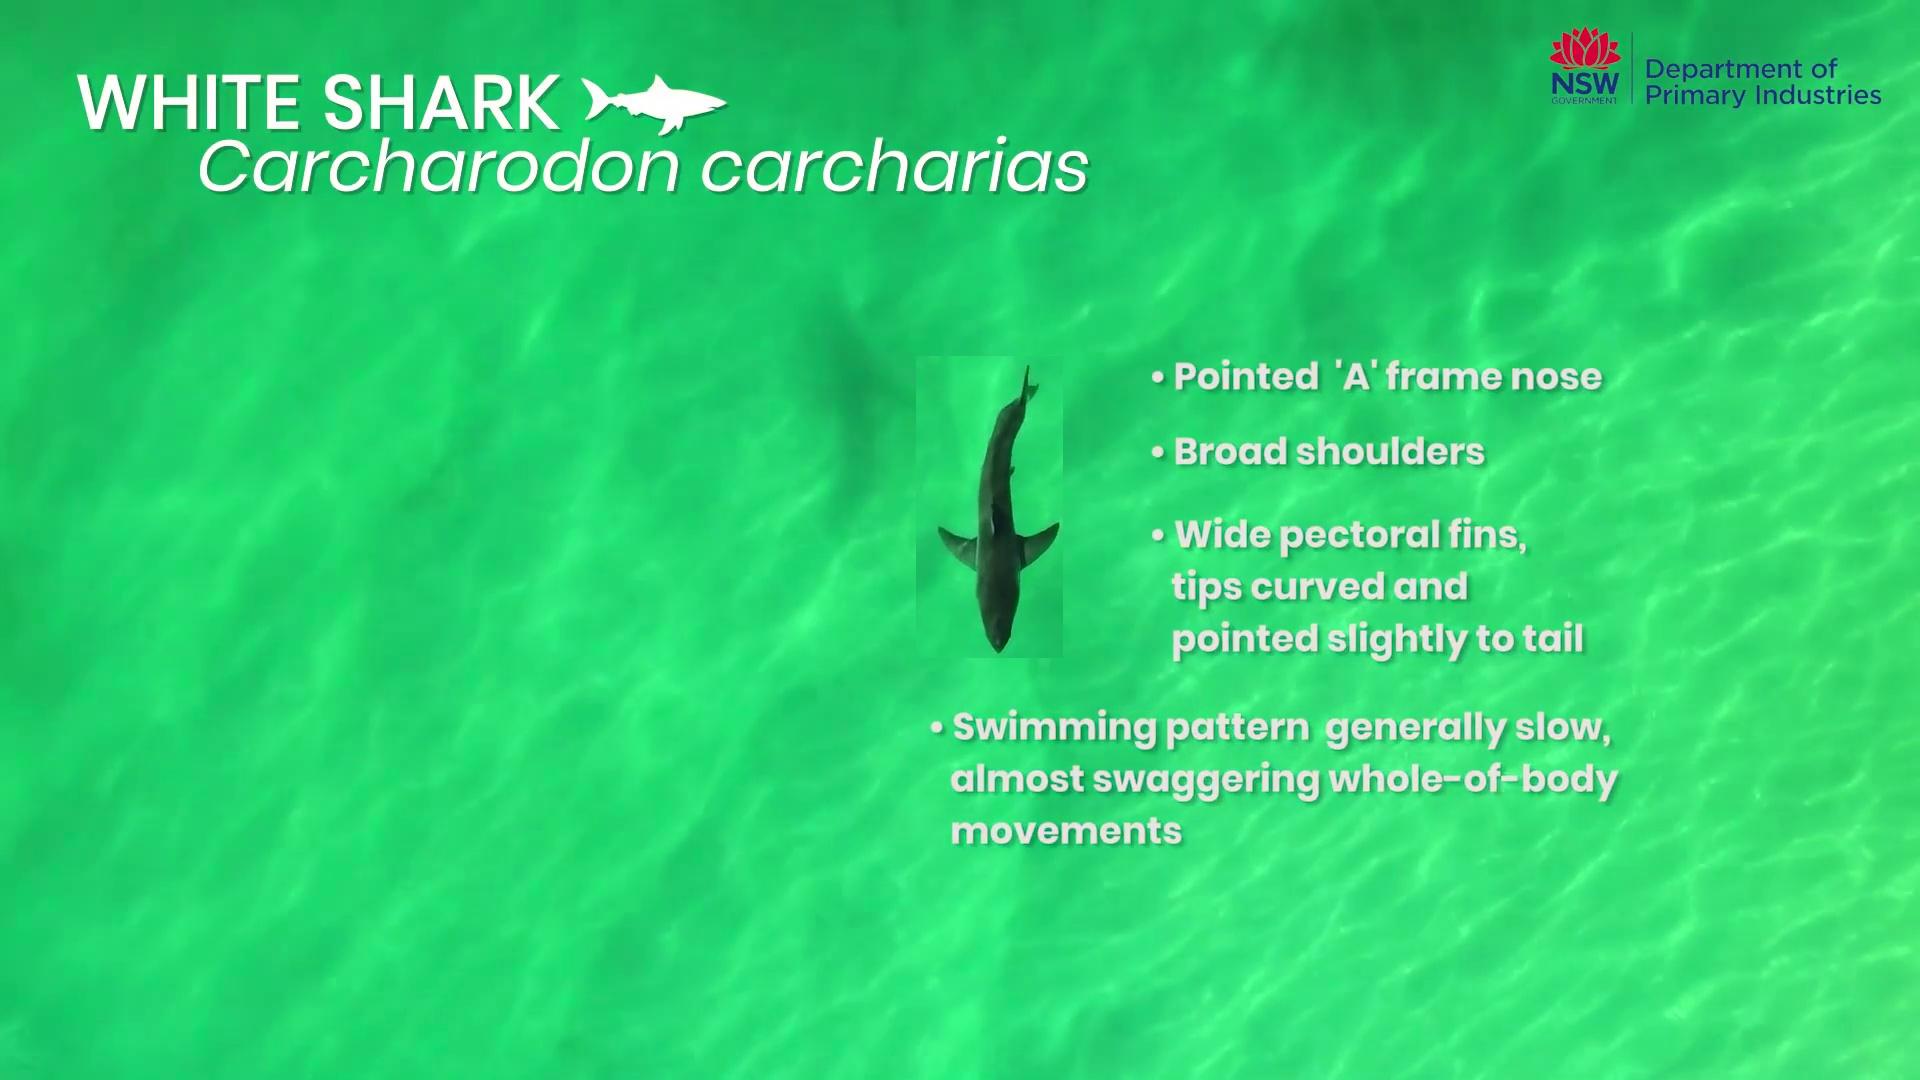 WHITE SHARK
Carcharodon carcharias
NSW
GOVERNMENT
Department of
Primary Industries
• Pointed 'A' frame nose
• Broad shoulders
• Wide pectoral fins,
tips curved and
pointed slightly to tail
• Swimming pattern generally slow,
almost swaggering whole-of-body
movements